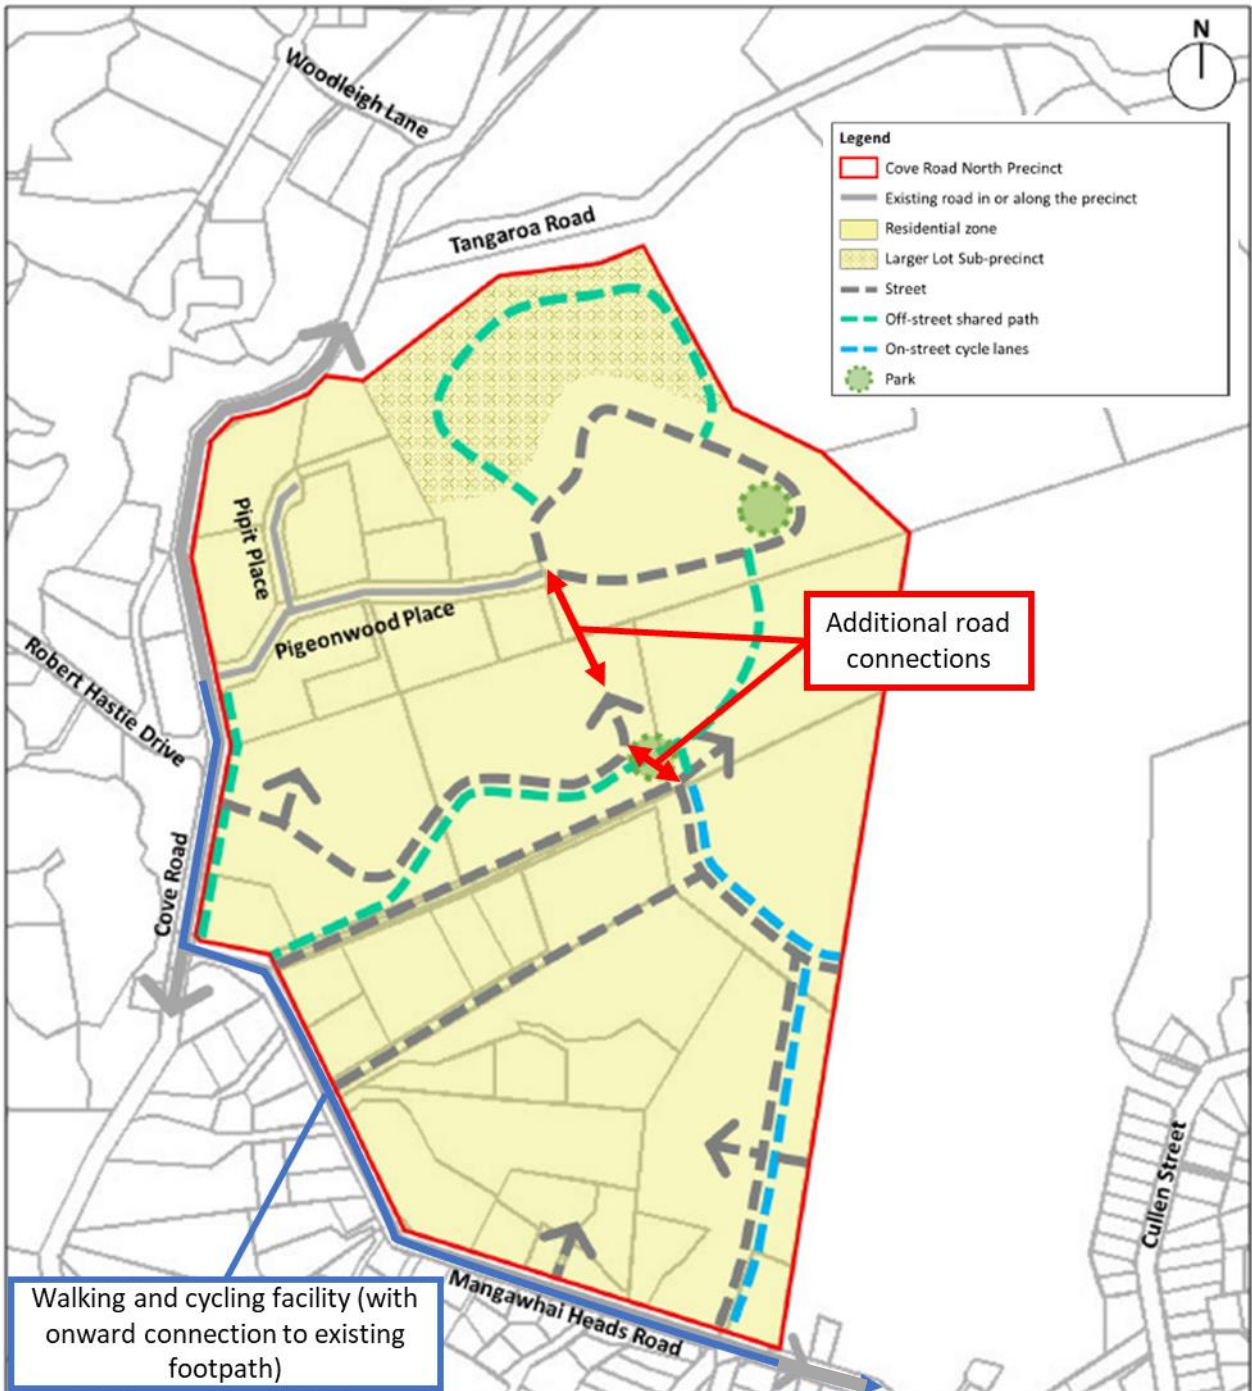 N
Woodleigh Lane
Legend
Cove Road North Precinct
Existing road in or along the precinct
Residential zone
Larger Lot Sub-precinct
Street
Off-street shared path
On-street cycle lanes
Park
Tangaroa Road
Pipit Place
Pigeonwood Place
Additional road
connections
Robert Hastie Drive
Cove Road
Cullen Street
Walking and cycling facility (with
onward connection to existing
footpath)
Mangawhai Heads Road